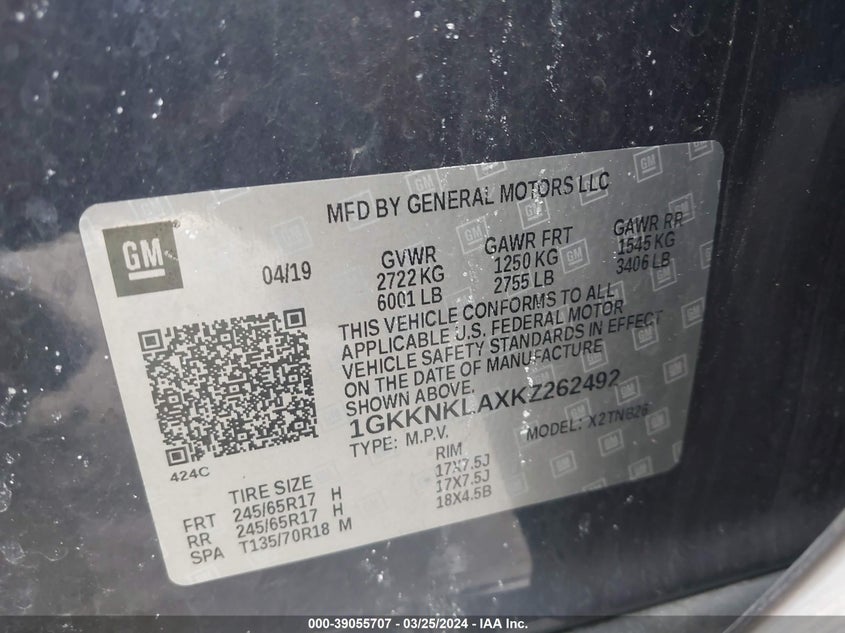 MFD BY GENERAL MOTORS LLC
GM
04/19
GVWR
2722 KG
6001 LB
GAWR FRT
1250 KG
2755 LB
GAWR RR
1545 KG
3406 LB
THIS VEHICLE CONFORMS TO ALL
APPLICABLE U.S. FEDERAL MOTOR
VEHICLE SAFETY STANDARDS IN EFFECT
ON THE DATE OF MANUFACTURE
SHOWN ABOVE.
1GKKNKLAXKZ262492
TYPE: M.P.V.
MODEL: X2TNB26
424C
TIRE SIZE
RIM
FRT 245/65R17 H 17X7.5J
RR 245/65R17 H 17X7.5J
SPA T135/70R18 M 18X4.5B
000-39055707 - 03/25/2024 - IAA Inc.